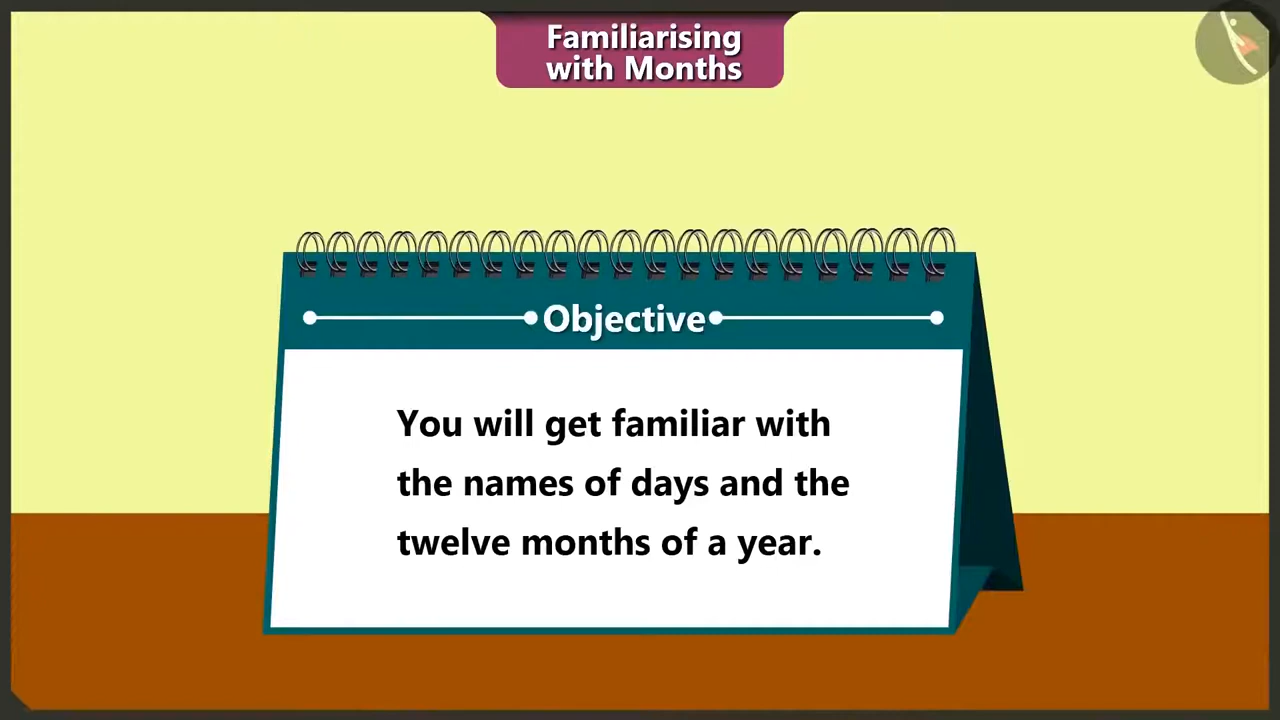 Familiarising
with Months
Objective
You will get familiar with
the names of days and the
twelve months of a year.